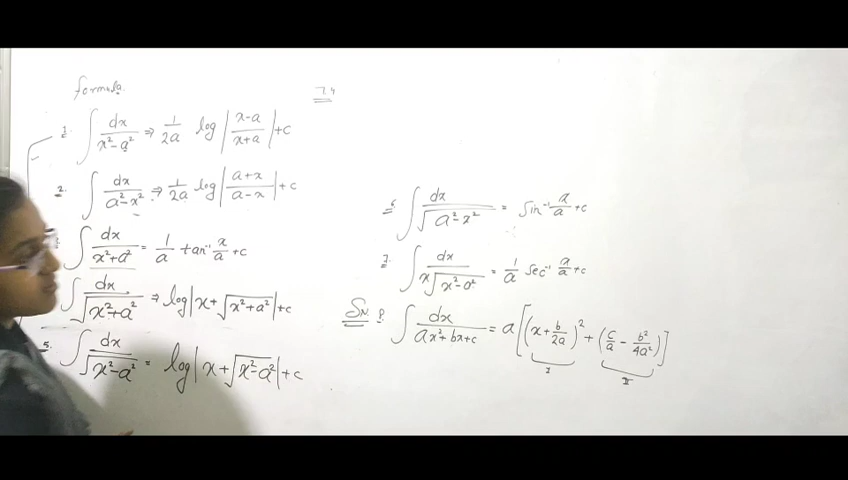 formula.
7.4
1. ∫ dx / (x² - a²) ⇒ 1/2a log |(x-a)/(x+a)| + c
2. ∫ dx / (a² - x²) ⇒ 1/2a log |(a+x)/(a-x)| + c
∫ dx / (x² + a²) = 1/a tan⁻¹ x/a + c
∫ dx / √(x² + a²) ⇒ log |x + √(x² + a²)| + c
5. ∫ dx / √(x² - a²) = log |x + √(x² - a²)| + c
6. ∫ dx / √(a² - x²) = Sin⁻¹ x/a + c
7. ∫ dx / (x√(x² - a²)) = 1/a Sec⁻¹ x/a + c
∫ dx / (ax² + bx + c) = a [(x + b/2a)² + (c/a - b²/4a²)]
I
II